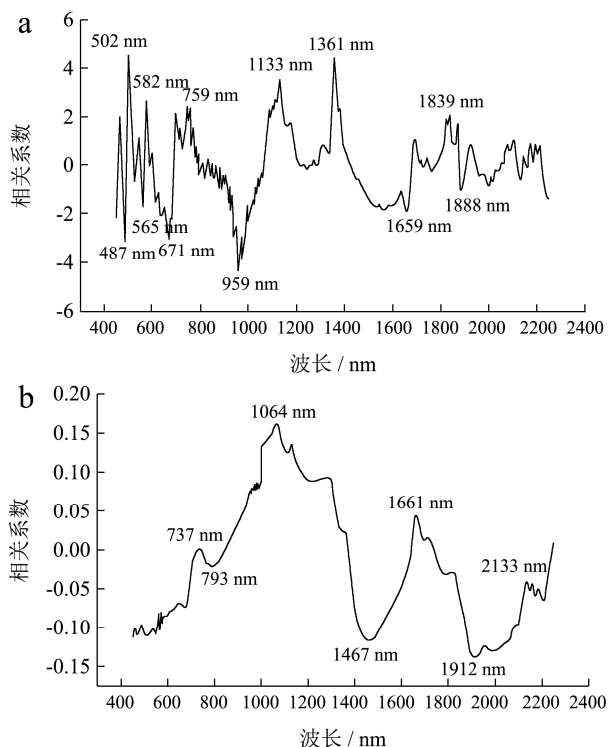 a
6
4
2
0
-2
-4
-6
相关系数
502 nm
582 nm
759 nm
1133 nm
1361 nm
1839 nm
565 nm
487 nm
671 nm
959 nm
1659 nm
1888 nm
400 600 800 1000 1200 1400 1600 1800 2000 2200 2400
波长 / nm
b
0.20
0.15
0.10
0.05
0.00
-0.05
-0.10
-0.15
相关系数
1064 nm
737 nm
793 nm
1661 nm
2133 nm
1467 nm
1912 nm
400 600 800 1000 1200 1400 1600 1800 2000 2200 2400
波长 / nm